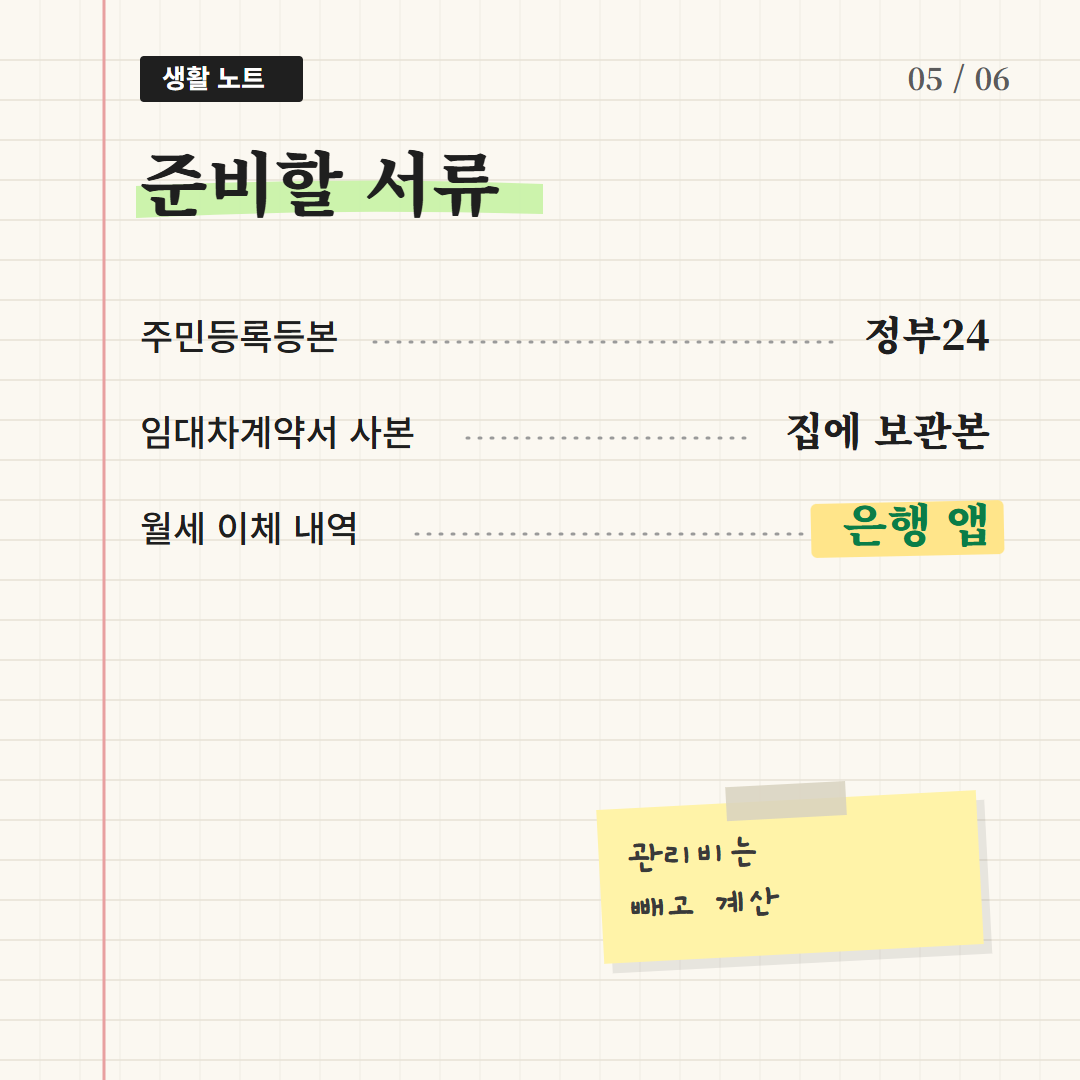 생활 노트
05 / 06
준비할 서류
주민등록등본 정부24
임대차계약서 사본 집에 보관본
월세 이체 내역 은행 앱
관리비는
빼고 계산